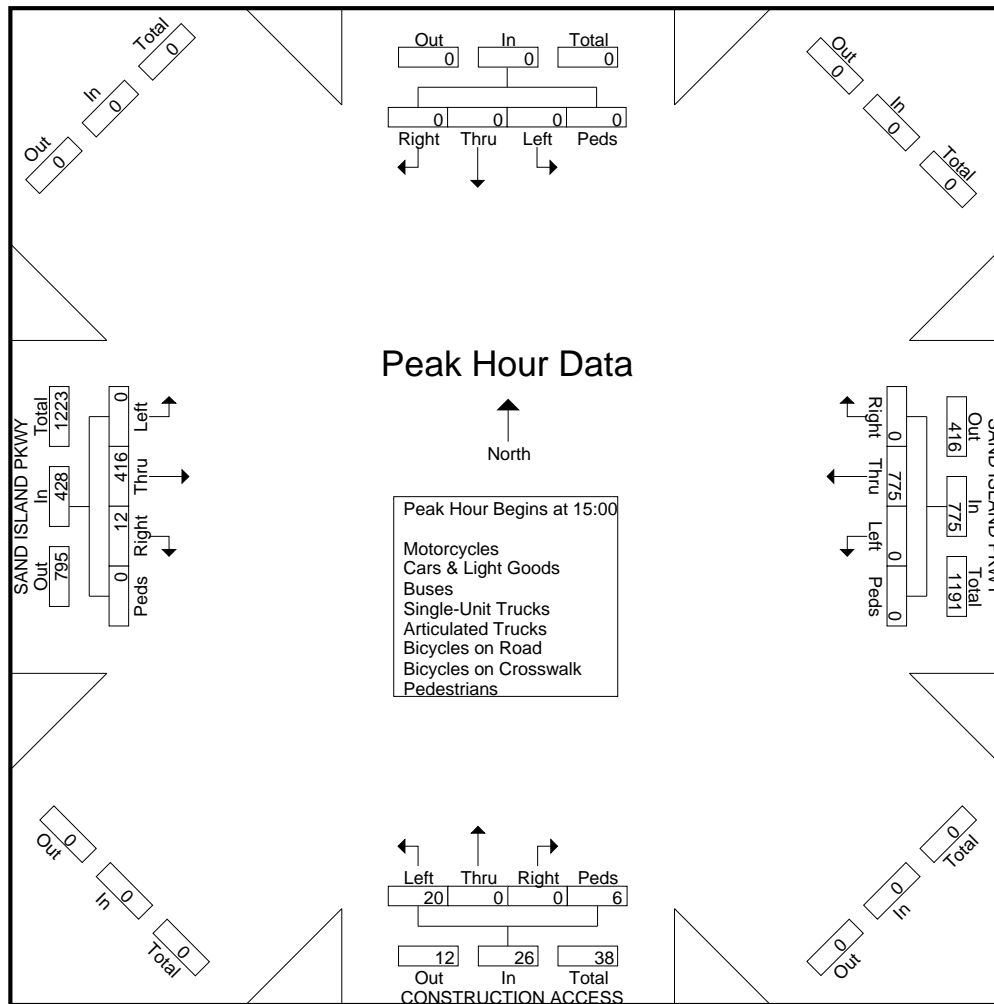 Out In Total
0 0 0
0 0 0 0
Right Thru Left Peds
Total
0
In
0
Out
0
Out
0
In
0
Total
0
Peak Hour Data
North
SAND ISLAND PKWY
Total In Out
1223 428 795
0 416 12 0
Left Thru Right Peds
Right Thru Left Peds
0 775 0 0
416 775 1191
Out In Total
SAND ISLAND PKWY
Peak Hour Begins at 15:00
Motorcycles
Cars & Light Goods
Buses
Single-Unit Trucks
Articulated Trucks
Bicycles on Road
Bicycles on Crosswalk
Pedestrians
0
Out
0
In
0
Total
Left Thru Right Peds
20 0 0 6
12 26 38
Out In Total
CONSTRUCTION ACCESS
0
Total
0
In
0
Out